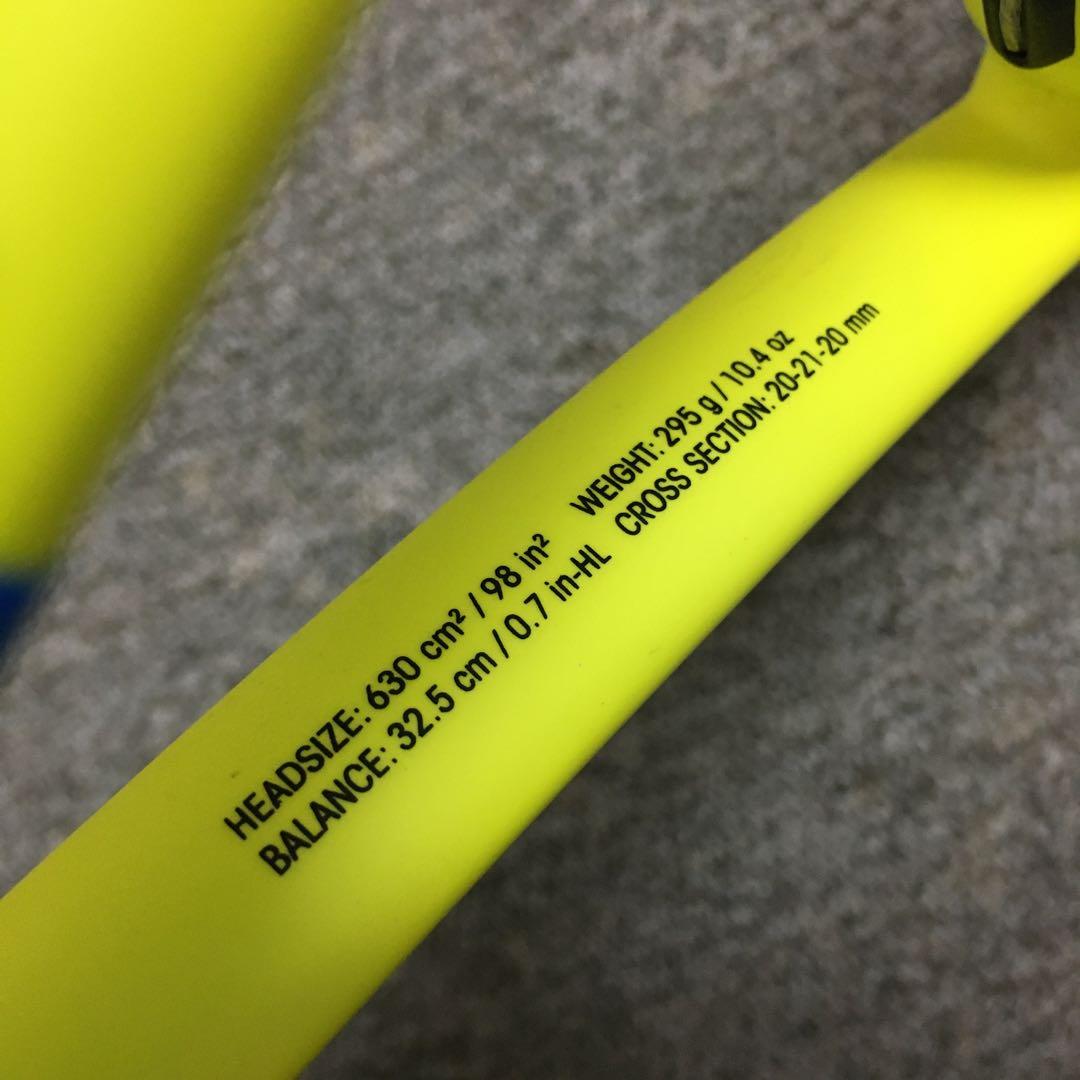 HEADSIZE: 630 cm² / 98 in² WEIGHT: 295 g / 10.4 oz
BALANCE: 32.5 cm / 0.7 in-HL CROSS SECTION: 20-21-20 mm